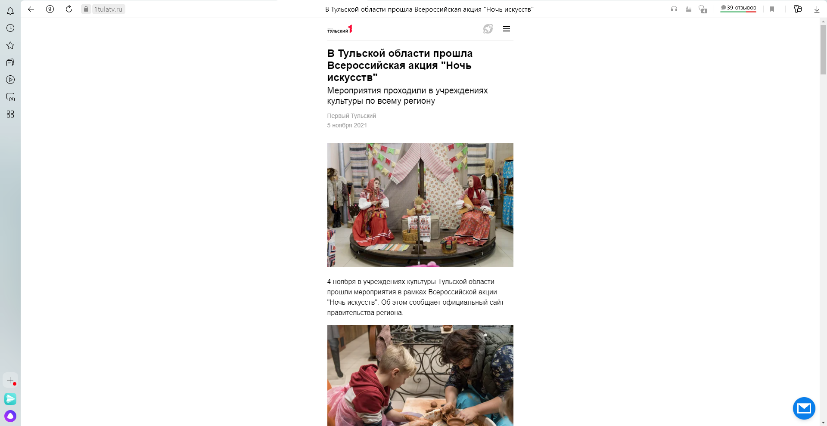 1tulatv.ru
В Тульской области прошла Всероссийская акция "Ночь искусств"
39 отзывов
ТУЛЬСКИЙ 1
В Тульской области прошла
Всероссийская акция "Ночь
искусств"
Мероприятия проходили в учреждениях
культуры по всему региону
Первый Тульский
5 ноября 2021
4 ноября в учреждениях культуры Тульской области
прошли мероприятия в рамках Всероссийской акции
"Ночь искусств". Об этом сообщает официальный сайт
правительства региона.